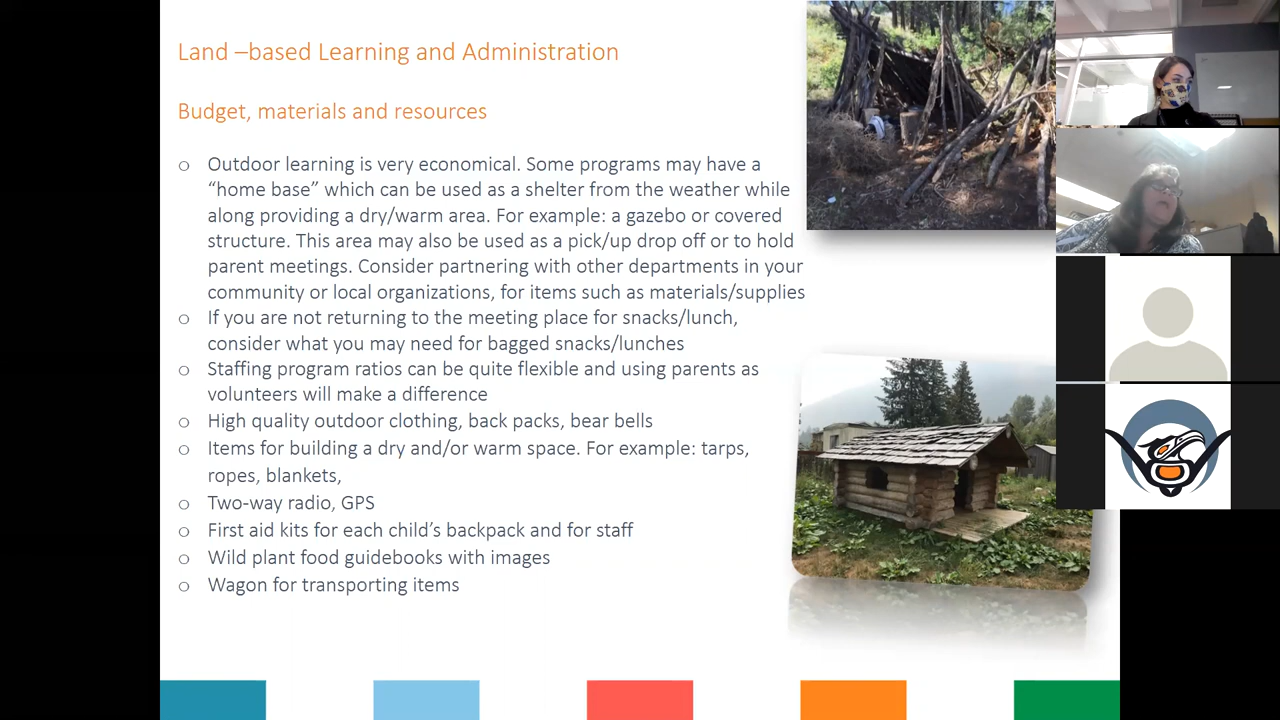 Land –based Learning and Administration
Budget, materials and resources
○ Outdoor learning is very economical. Some programs may have a
“home base” which can be used as a shelter from the weather while
along providing a dry/warm area. For example: a gazebo or covered
structure. This area may also be used as a pick/up drop off or to hold
parent meetings. Consider partnering with other departments in your
community or local organizations, for items such as materials/supplies
○ If you are not returning to the meeting place for snacks/lunch,
consider what you may need for bagged snacks/lunches
○ Staffing program ratios can be quite flexible and using parents as
volunteers will make a difference
○ High quality outdoor clothing, back packs, bear bells
○ Items for building a dry and/or warm space. For example: tarps,
ropes, blankets,
○ Two-way radio, GPS
○ First aid kits for each child’s backpack and for staff
○ Wild plant food guidebooks with images
○ Wagon for transporting items